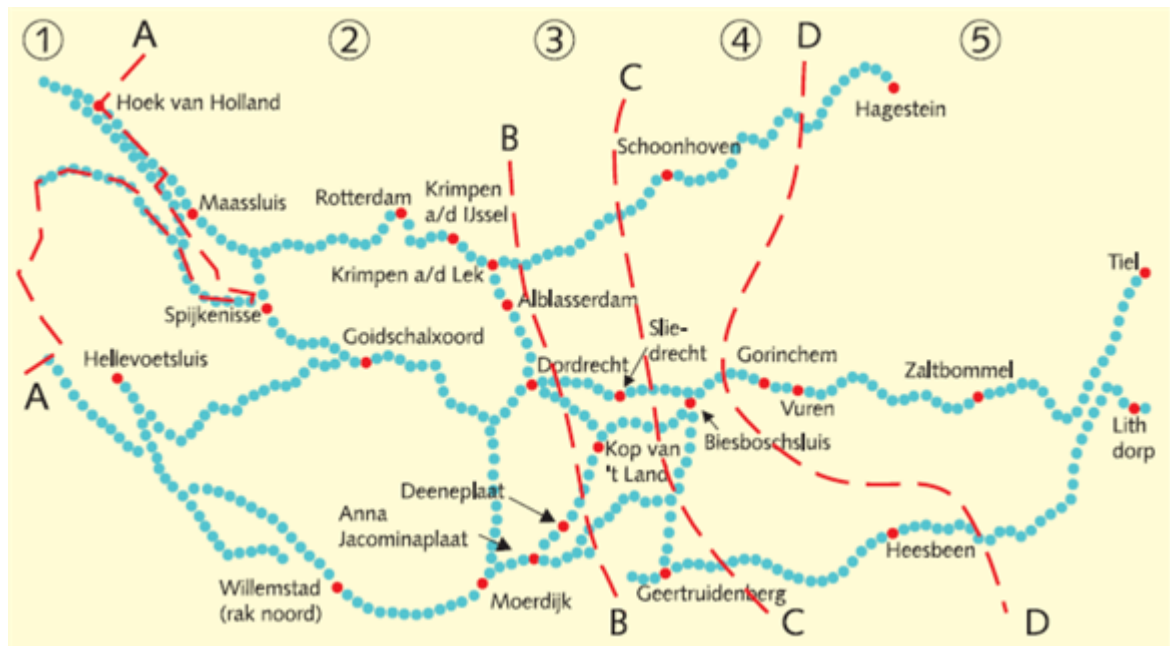 1
A
2
3
4
D
5
C
Hoek van Holland
Hagestein
B
Schoonhoven
Maassluis
Rotterdam
Krimpen
a/d IJssel
Krimpen a/d Lek
Tiel
Spijkenisse
Alblasserdam
Goidschalxoord
Slie-
drecht
Hellevoetsluis
Dordrecht
Gorinchem
Zaltbommel
A
Vuren
Lith
dorp
Biesboschsluis
Kop van
't Land
Deeneplaat
Anna
Jacominaplaat
Heesbeen
Willemstad
(rak noord)
Moerdijk
Geertruidenberg
B
C
D